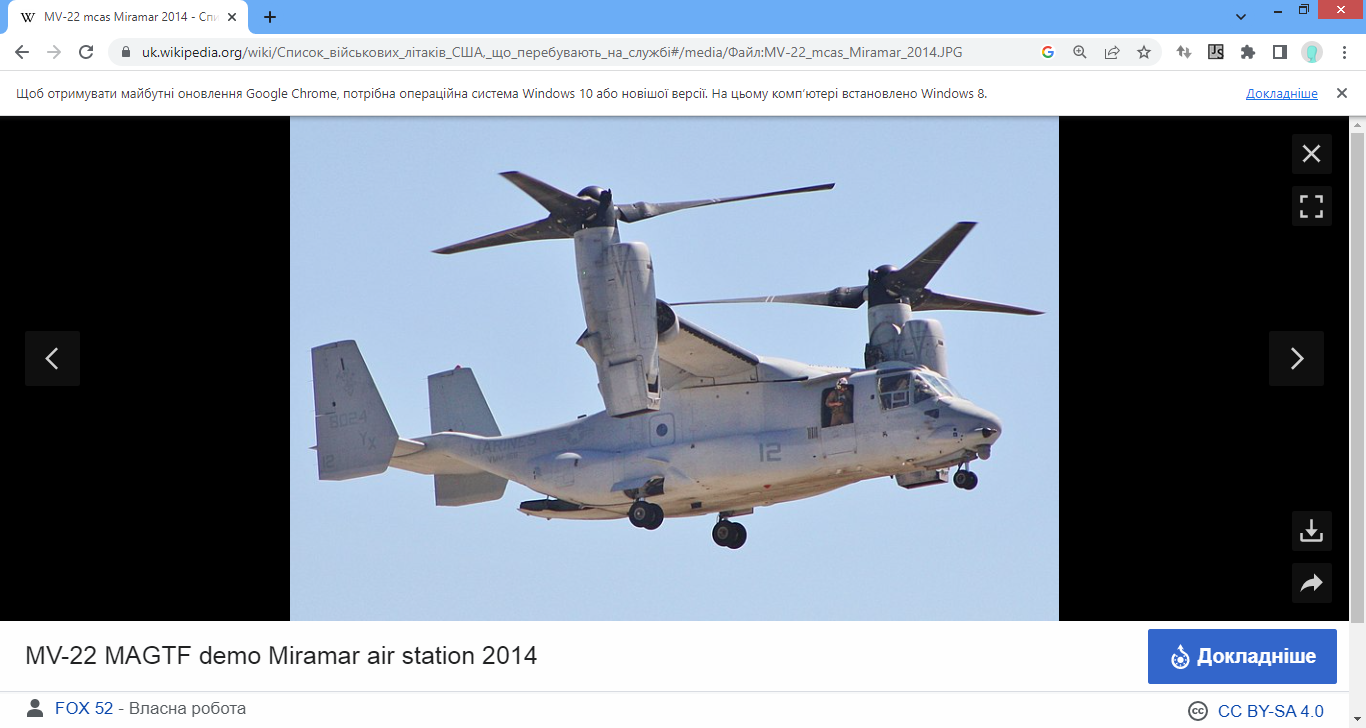 MV-22 mcas Miramar 2014 - Спи
uk.wikipedia.org/wiki/Список_військових_літаків_США,_що_перебувають_на_службі#/media/Файл:MV-22_mcas_Miramar_2014.JPG
Щоб отримувати майбутні оновлення Google Chrome, потрібна операційна система Windows 10 або новішої версії. На цьому комп’ютері встановлено Windows 8.
Докладніше
8024
YX
12
MARINES
12
MV-22 MAGTF demo Miramar air station 2014
Докладніше
FOX 52 - Власна робота
CC BY-SA 4.0